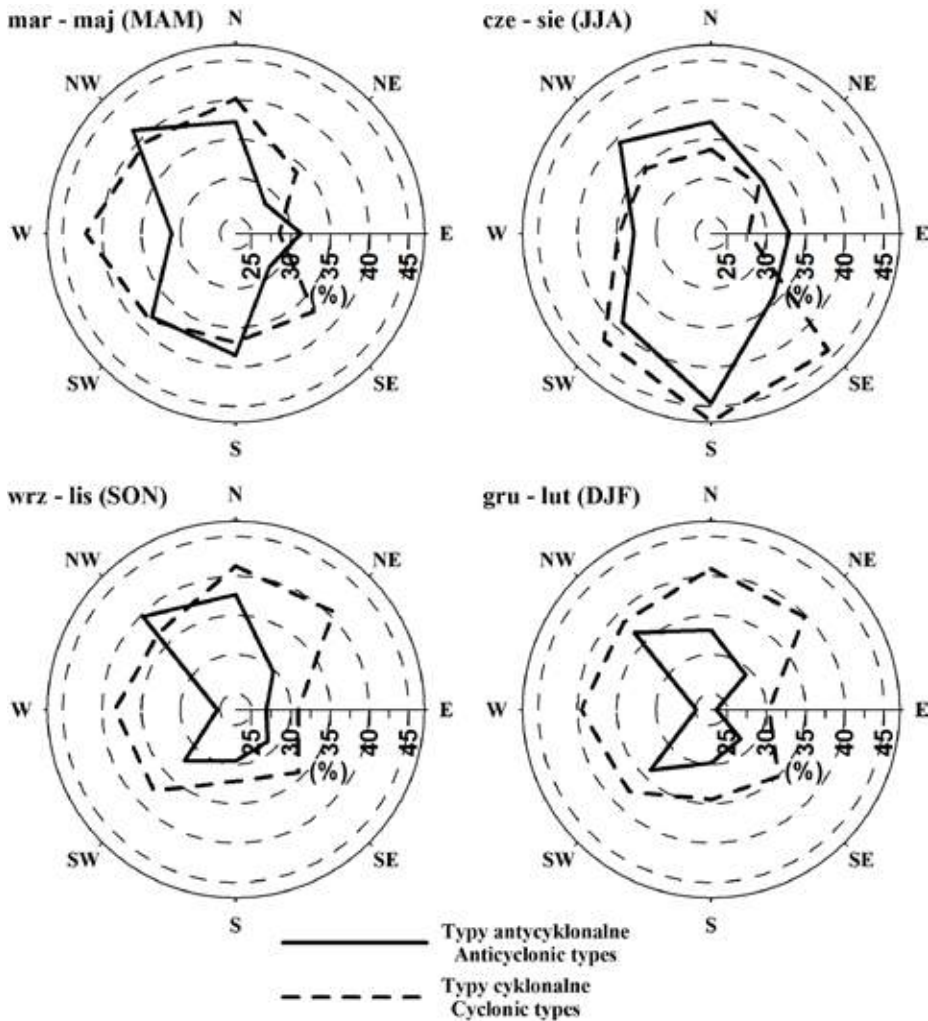 mar - maj (MAM)
N
NW
NE
W
E
25 30 35 40 45
(%)
SW
SE
S
cze - sie (JJA)
N
NW
NE
W
E
25 30 35 40 45
(%)
SW
SE
S
wrz - lis (SON)
N
NW
NE
W
E
25 30 35 40 45
(%)
SW
SE
S
gru - lut (DJF)
N
NW
NE
W
E
25 30 35 40 45
(%)
SW
SE
S
Typy antycyklonalne
Anticyclonic types
Typy cyklonalne
Cyclonic types